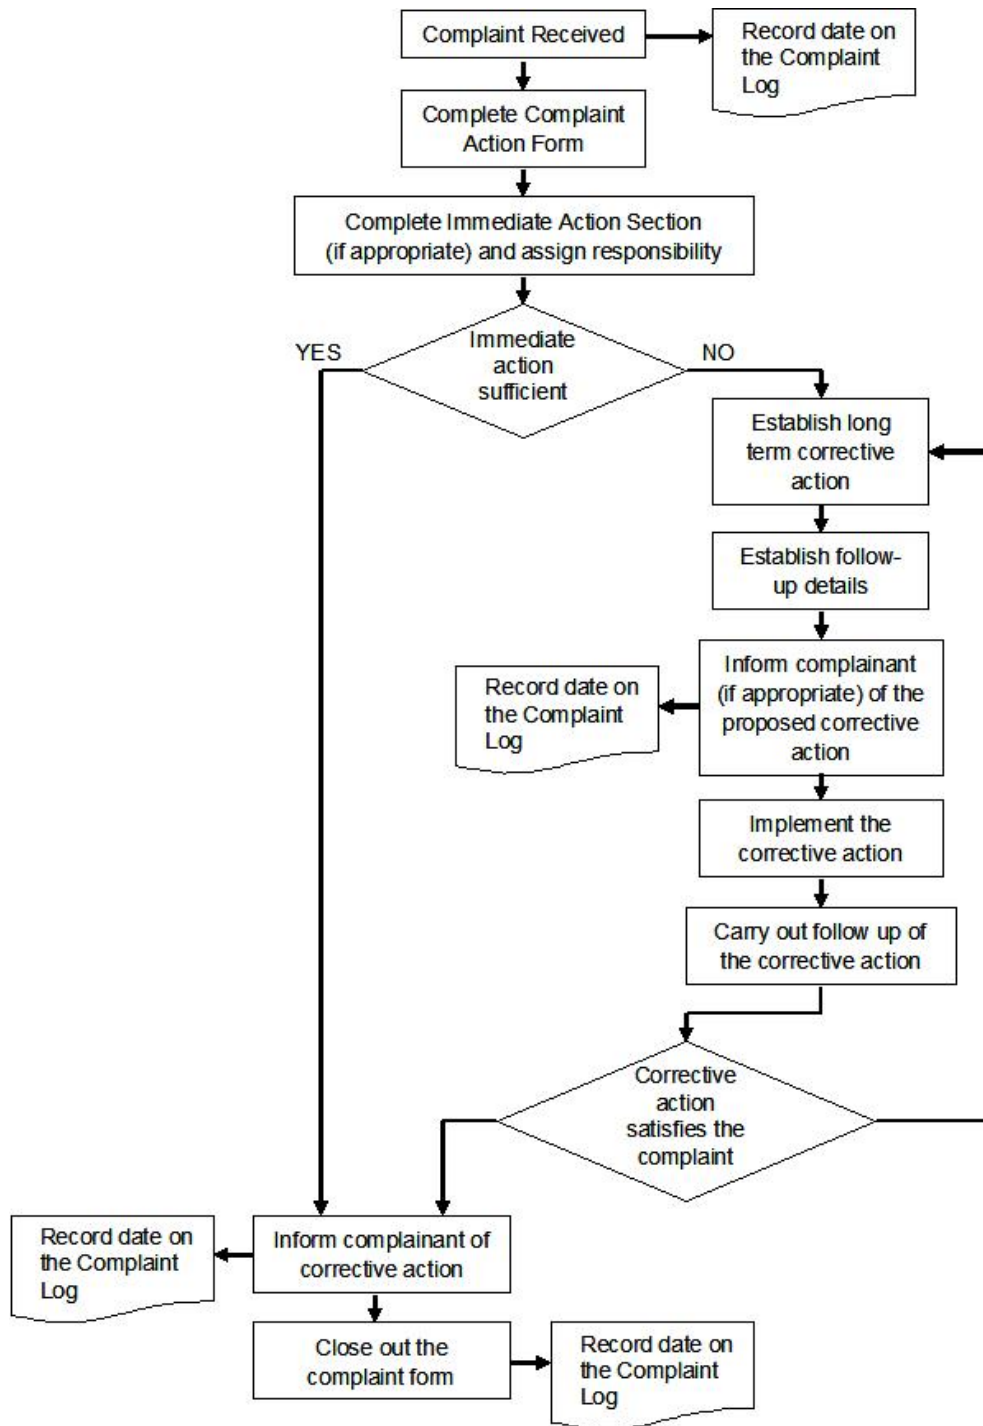 Complaint Received
Record date on
the Complaint
Log
Complete Complaint
Action Form
Complete Immediate Action Section
(if appropriate) and assign responsibility
YES
Immediate
action
sufficient
NO
Establish long
term corrective
action
Establish follow-
up details
Inform complainant
(if appropriate) of the
proposed corrective
action
Record date on
the Complaint
Log
Implement the
corrective action
Carry out follow up of
the corrective action
Corrective
action
satisfies the
complaint
Record date on
the Complaint
Log
Inform complainant of
corrective action
Close out the
complaint form
Record date on
the Complaint
Log